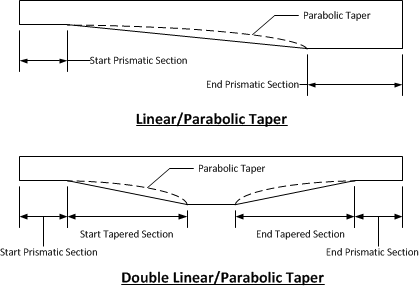 Parabolic Taper
Start Prismatic Section
End Prismatic Section
Linear/Parabolic Taper
Parabolic Taper
Start Tapered Section
End Tapered Section
Start Prismatic Section
End Prismatic Section
Double Linear/Parabolic Taper